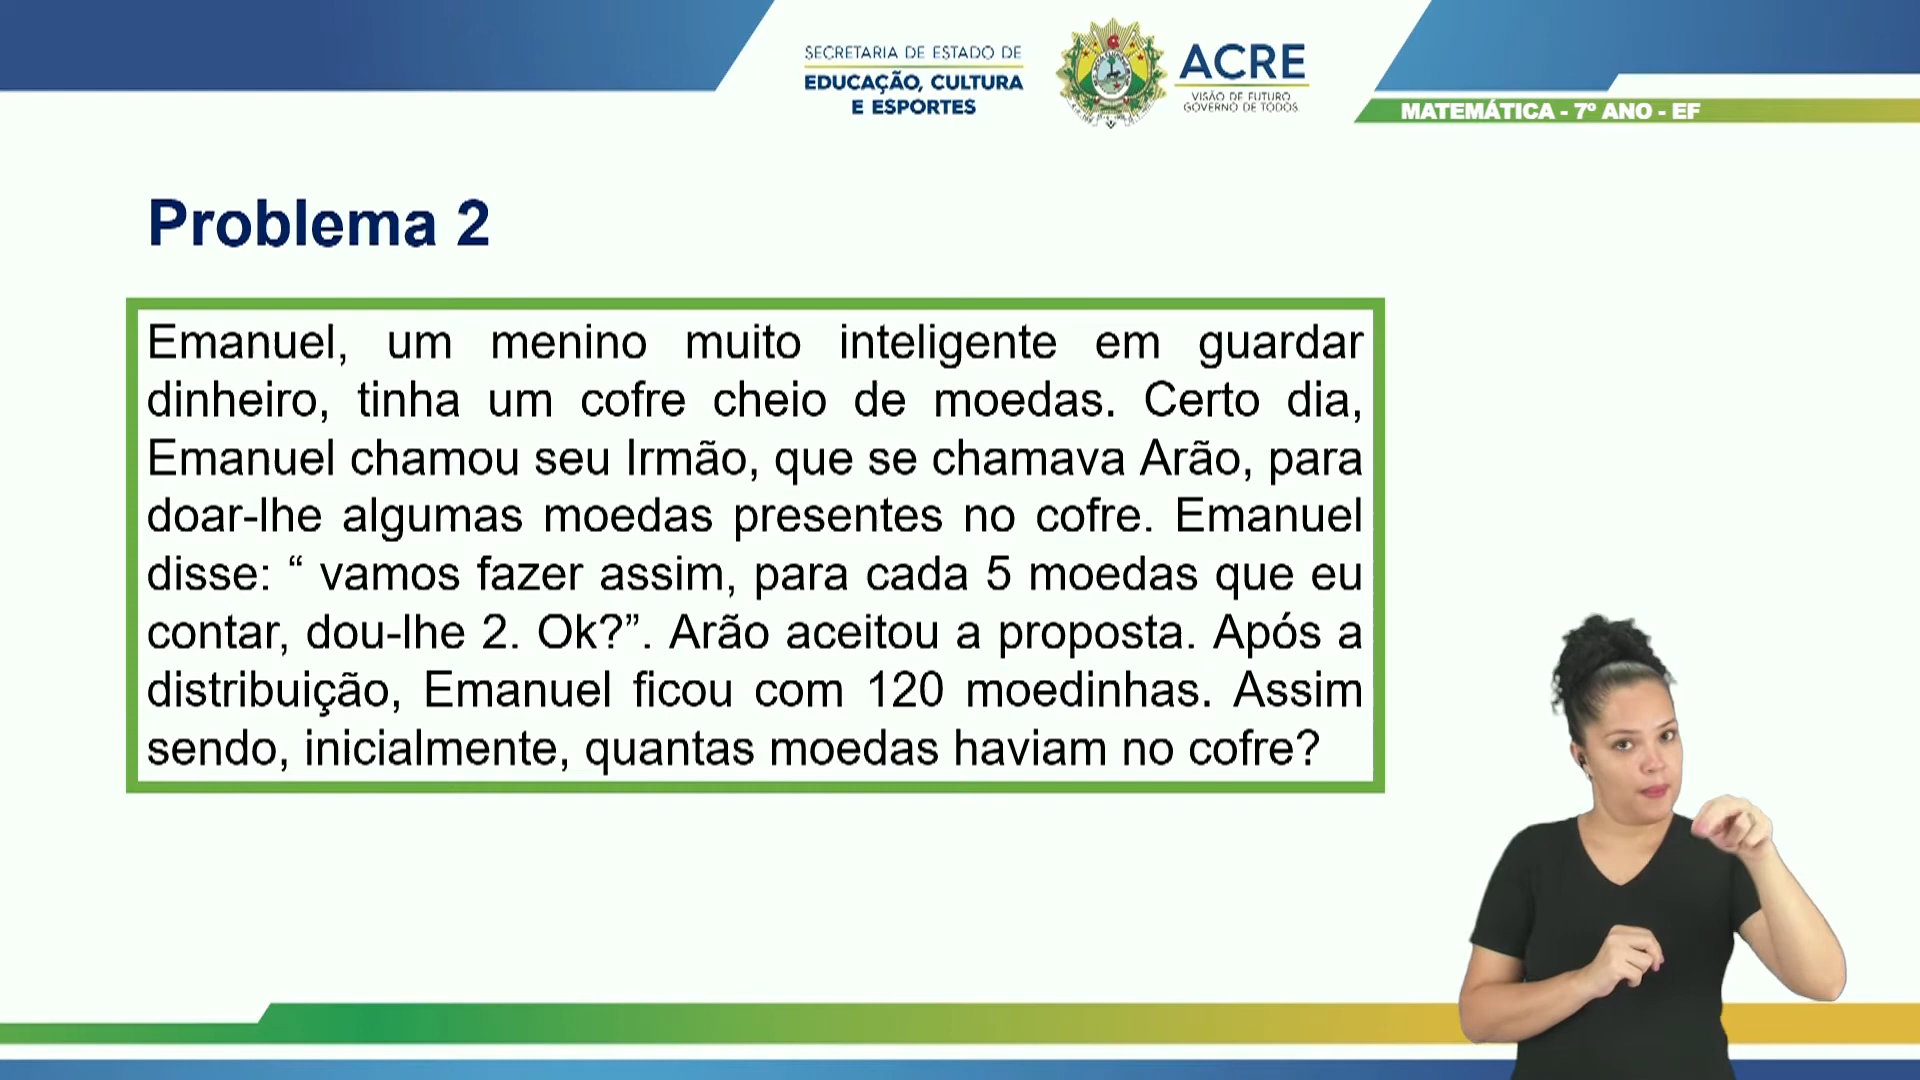 SECRETARIA DE ESTADO DE
EDUCAÇÃO, CULTURA
E ESPORTES
ACRE
VISÃO DE FUTURO
GOVERNO DE TODOS
MATEMÁTICA - 7º ANO - EF
Problema 2
Emanuel, um menino muito inteligente em guardar
dinheiro, tinha um cofre cheio de moedas. Certo dia,
Emanuel chamou seu Irmão, que se chamava Arão, para
doar-lhe algumas moedas presentes no cofre. Emanuel
disse: “ vamos fazer assim, para cada 5 moedas que eu
contar, dou-lhe 2. Ok?”. Arão aceitou a proposta. Após a
distribuição, Emanuel ficou com 120 moedinhas. Assim
sendo, inicialmente, quantas moedas haviam no cofre?